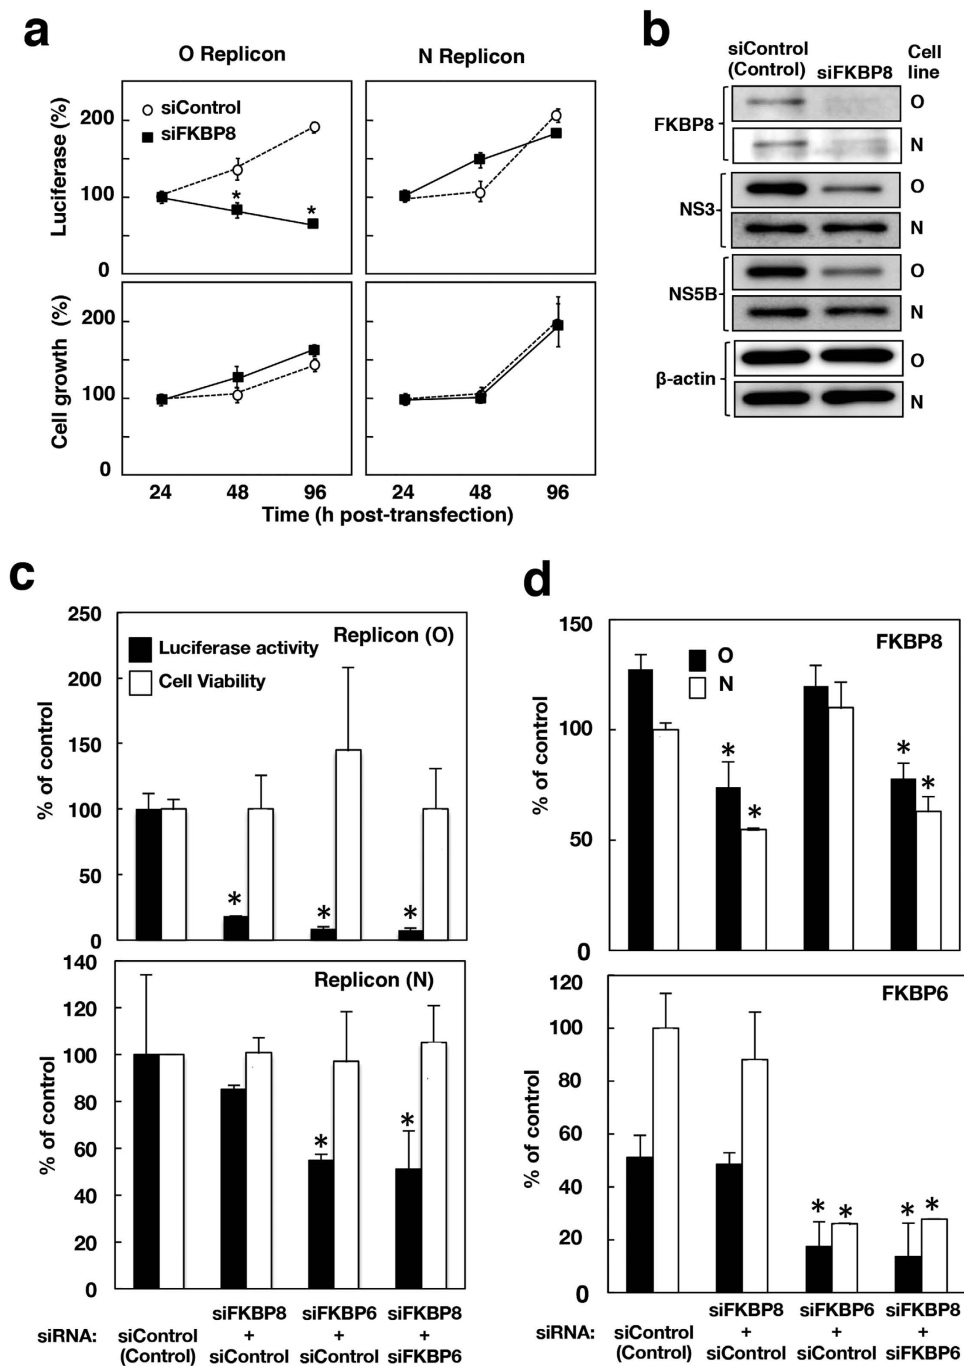 a
O Replicon
N Replicon
Luciferase (%)
200
100
0
siControl
siFKBP8
*
*
Cell growth (%)
200
100
0
24
48
96
24
48
96
Time (h post-transfection)
b
siControl
(Control)
siFKBP8
Cell
line
FKBP8
O
N
NS3
O
N
NS5B
O
N
β-actin
O
N
c
% of control
250
200
150
100
50
0
Replicon (O)
Luciferase activity
Cell Viability
*
*
*
% of control
140
120
100
80
60
40
20
0
Replicon (N)
*
*
siRNA:
siControl
(Control)
siFKBP8
+
siControl
siFKBP6
+
siControl
siFKBP8
+
siFKBP6
d
% of control
150
100
50
0
FKBP8
O
N
*
*
*
*
% of control
120
100
80
60
40
20
0
FKBP6
*
*
*
*
siRNA:
siControl
(Control)
siFKBP8
+
siControl
siFKBP6
+
siControl
siFKBP8
+
siFKBP6